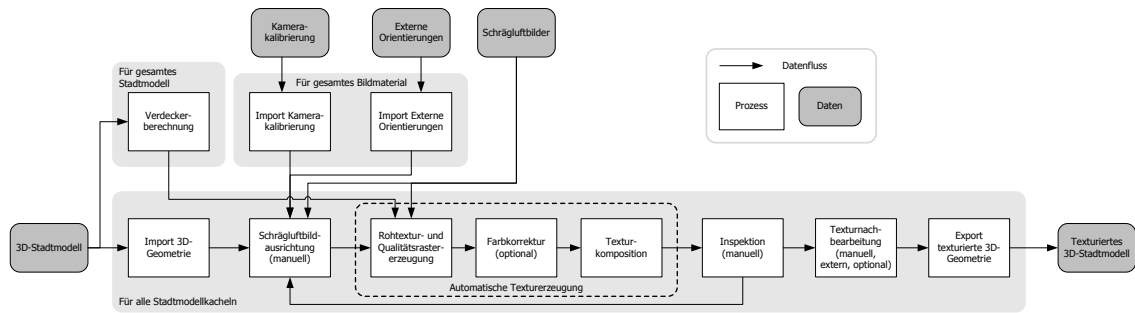 Kamera-
kalibrierung
Externe
Orientierungen
Schrägluftbilder
Für gesamtes
Stadtmodell
Für gesamtes Bildmaterial
Verdecker-
berechnung
Import Kamera-
kalibrierung
Import Externe
Orientierungen
Datenfluss
Prozess
Daten
3D-Stadtmodell
Import 3D-
Geometrie
Schrägluftbild-
ausrichtung
(manuell)
Rohtextur- und
Qualitätsraster-
erzeugung
Farbkorrektur
(optional)
Textur-
komposition
Inspektion
(manuell)
Texturnach-
bearbeitung
(manuell,
extern, optional)
Export
texturierte 3D-
Geometrie
Texturiertes
3D-Stadtmodell
Automatische Texturerzeugung
Für alle Stadtmodellkacheln